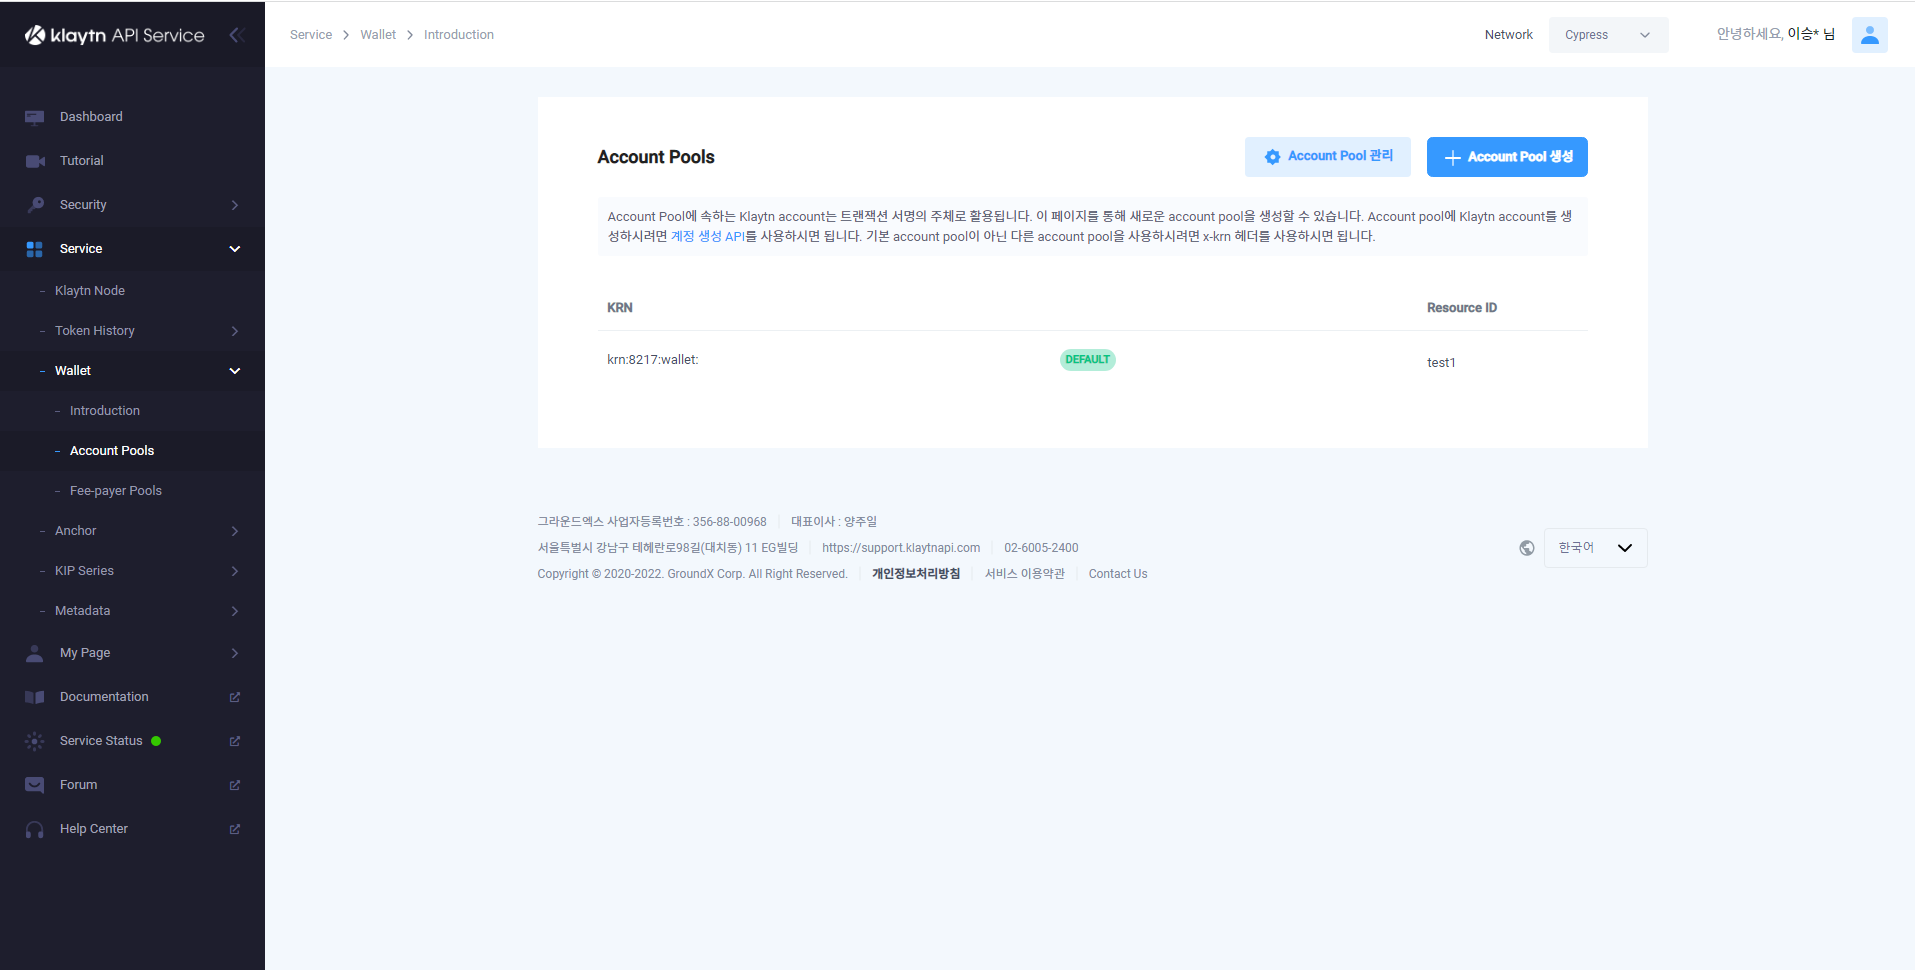 klaytn API Service
Service > Wallet > Introduction
Network
Cypress
안녕하세요, 이승* 님
Dashboard
Tutorial
Security
Service
- Klaytn Node
- Token History
- Wallet
- Introduction
- Account Pools
- Fee-payer Pools
- Anchor
- KIP Series
- Metadata
My Page
Documentation
Service Status
Forum
Help Center
Account Pools
Account Pool 관리
Account Pool 생성
Account Pool에 속하는 Klaytn account는 트랜잭션 서명의 주체로 활용됩니다. 이 페이지를 통해 새로운 account pool을 생성할 수 있습니다. Account pool에 Klaytn account를 생
성하시려면 계정 생성 API를 사용하시면 됩니다. 기본 account pool이 아닌 다른 account pool을 사용하시려면 x-krn 헤더를 사용하시면 됩니다.
KRN
Resource ID
krn:8217:wallet:
DEFAULT
test1
그라운드엑스 사업자등록번호 : 356-88-00968 대표이사 : 양주일
서울특별시 강남구 테헤란로98길(대치동) 11 EG빌딩 https://support.klaytnapi.com 02-6005-2400
Copyright © 2020-2022. GroundX Corp. All Right Reserved. 개인정보처리방침 서비스 이용약관 Contact Us
한국어